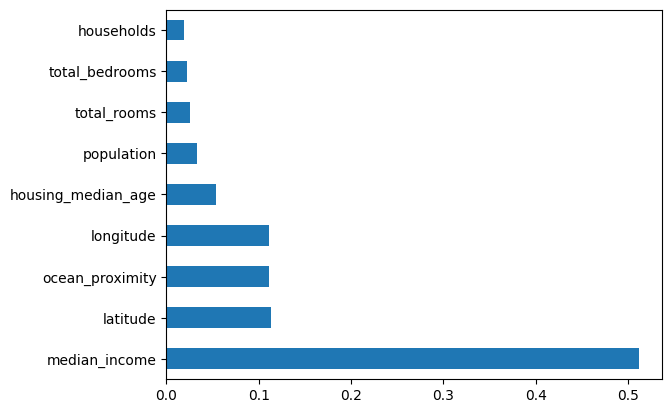 households
total_bedrooms
total_rooms
population
housing_median_age
longitude
ocean_proximity
latitude
median_income
0.0 0.1 0.2 0.3 0.4 0.5